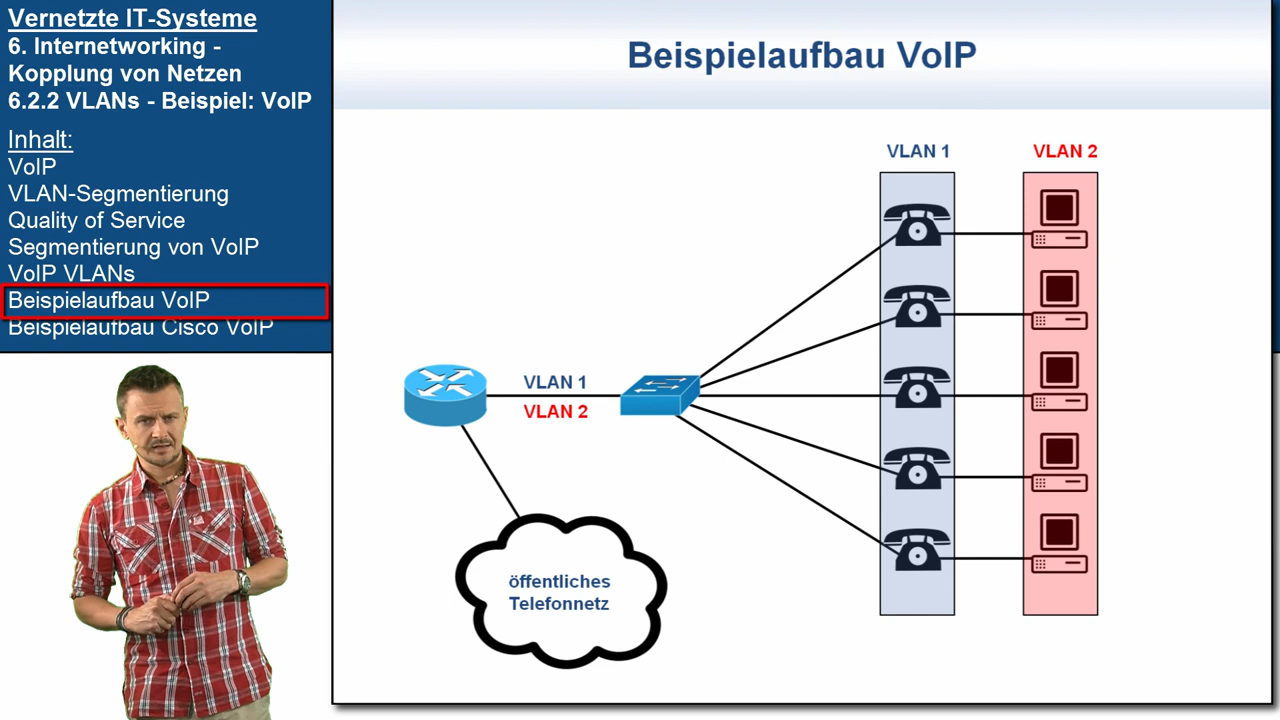 Vernetzte IT-Systeme
6. Internetworking -
Kopplung von Netzen
6.2.2 VLANs - Beispiel: VoIP
Inhalt:
VoIP
VLAN-Segmentierung
Quality of Service
Segmentierung von VoIP
VoIP VLANs
Beispielaufbau VoIP
Beispielaufbau Cisco VoIP
Beispielaufbau VoIP
VLAN 1
VLAN 2
VLAN 1
VLAN 2
öffentliches
Telefonnetz